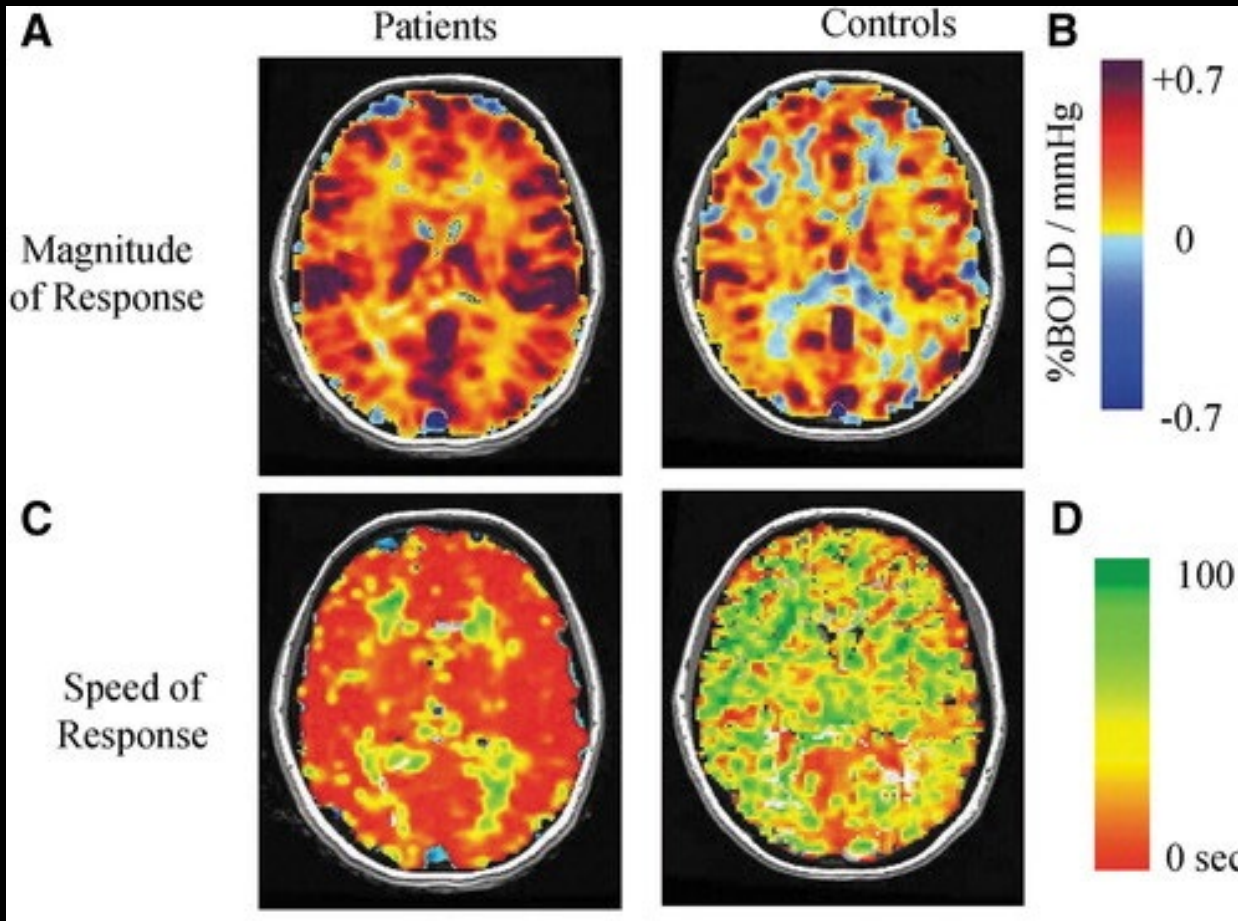 A
Patients
Controls
B
Magnitude
of Response
%BOLD / mmHg
+0.7
0
-0.7
C
Speed of
Response
D
100
0 sec